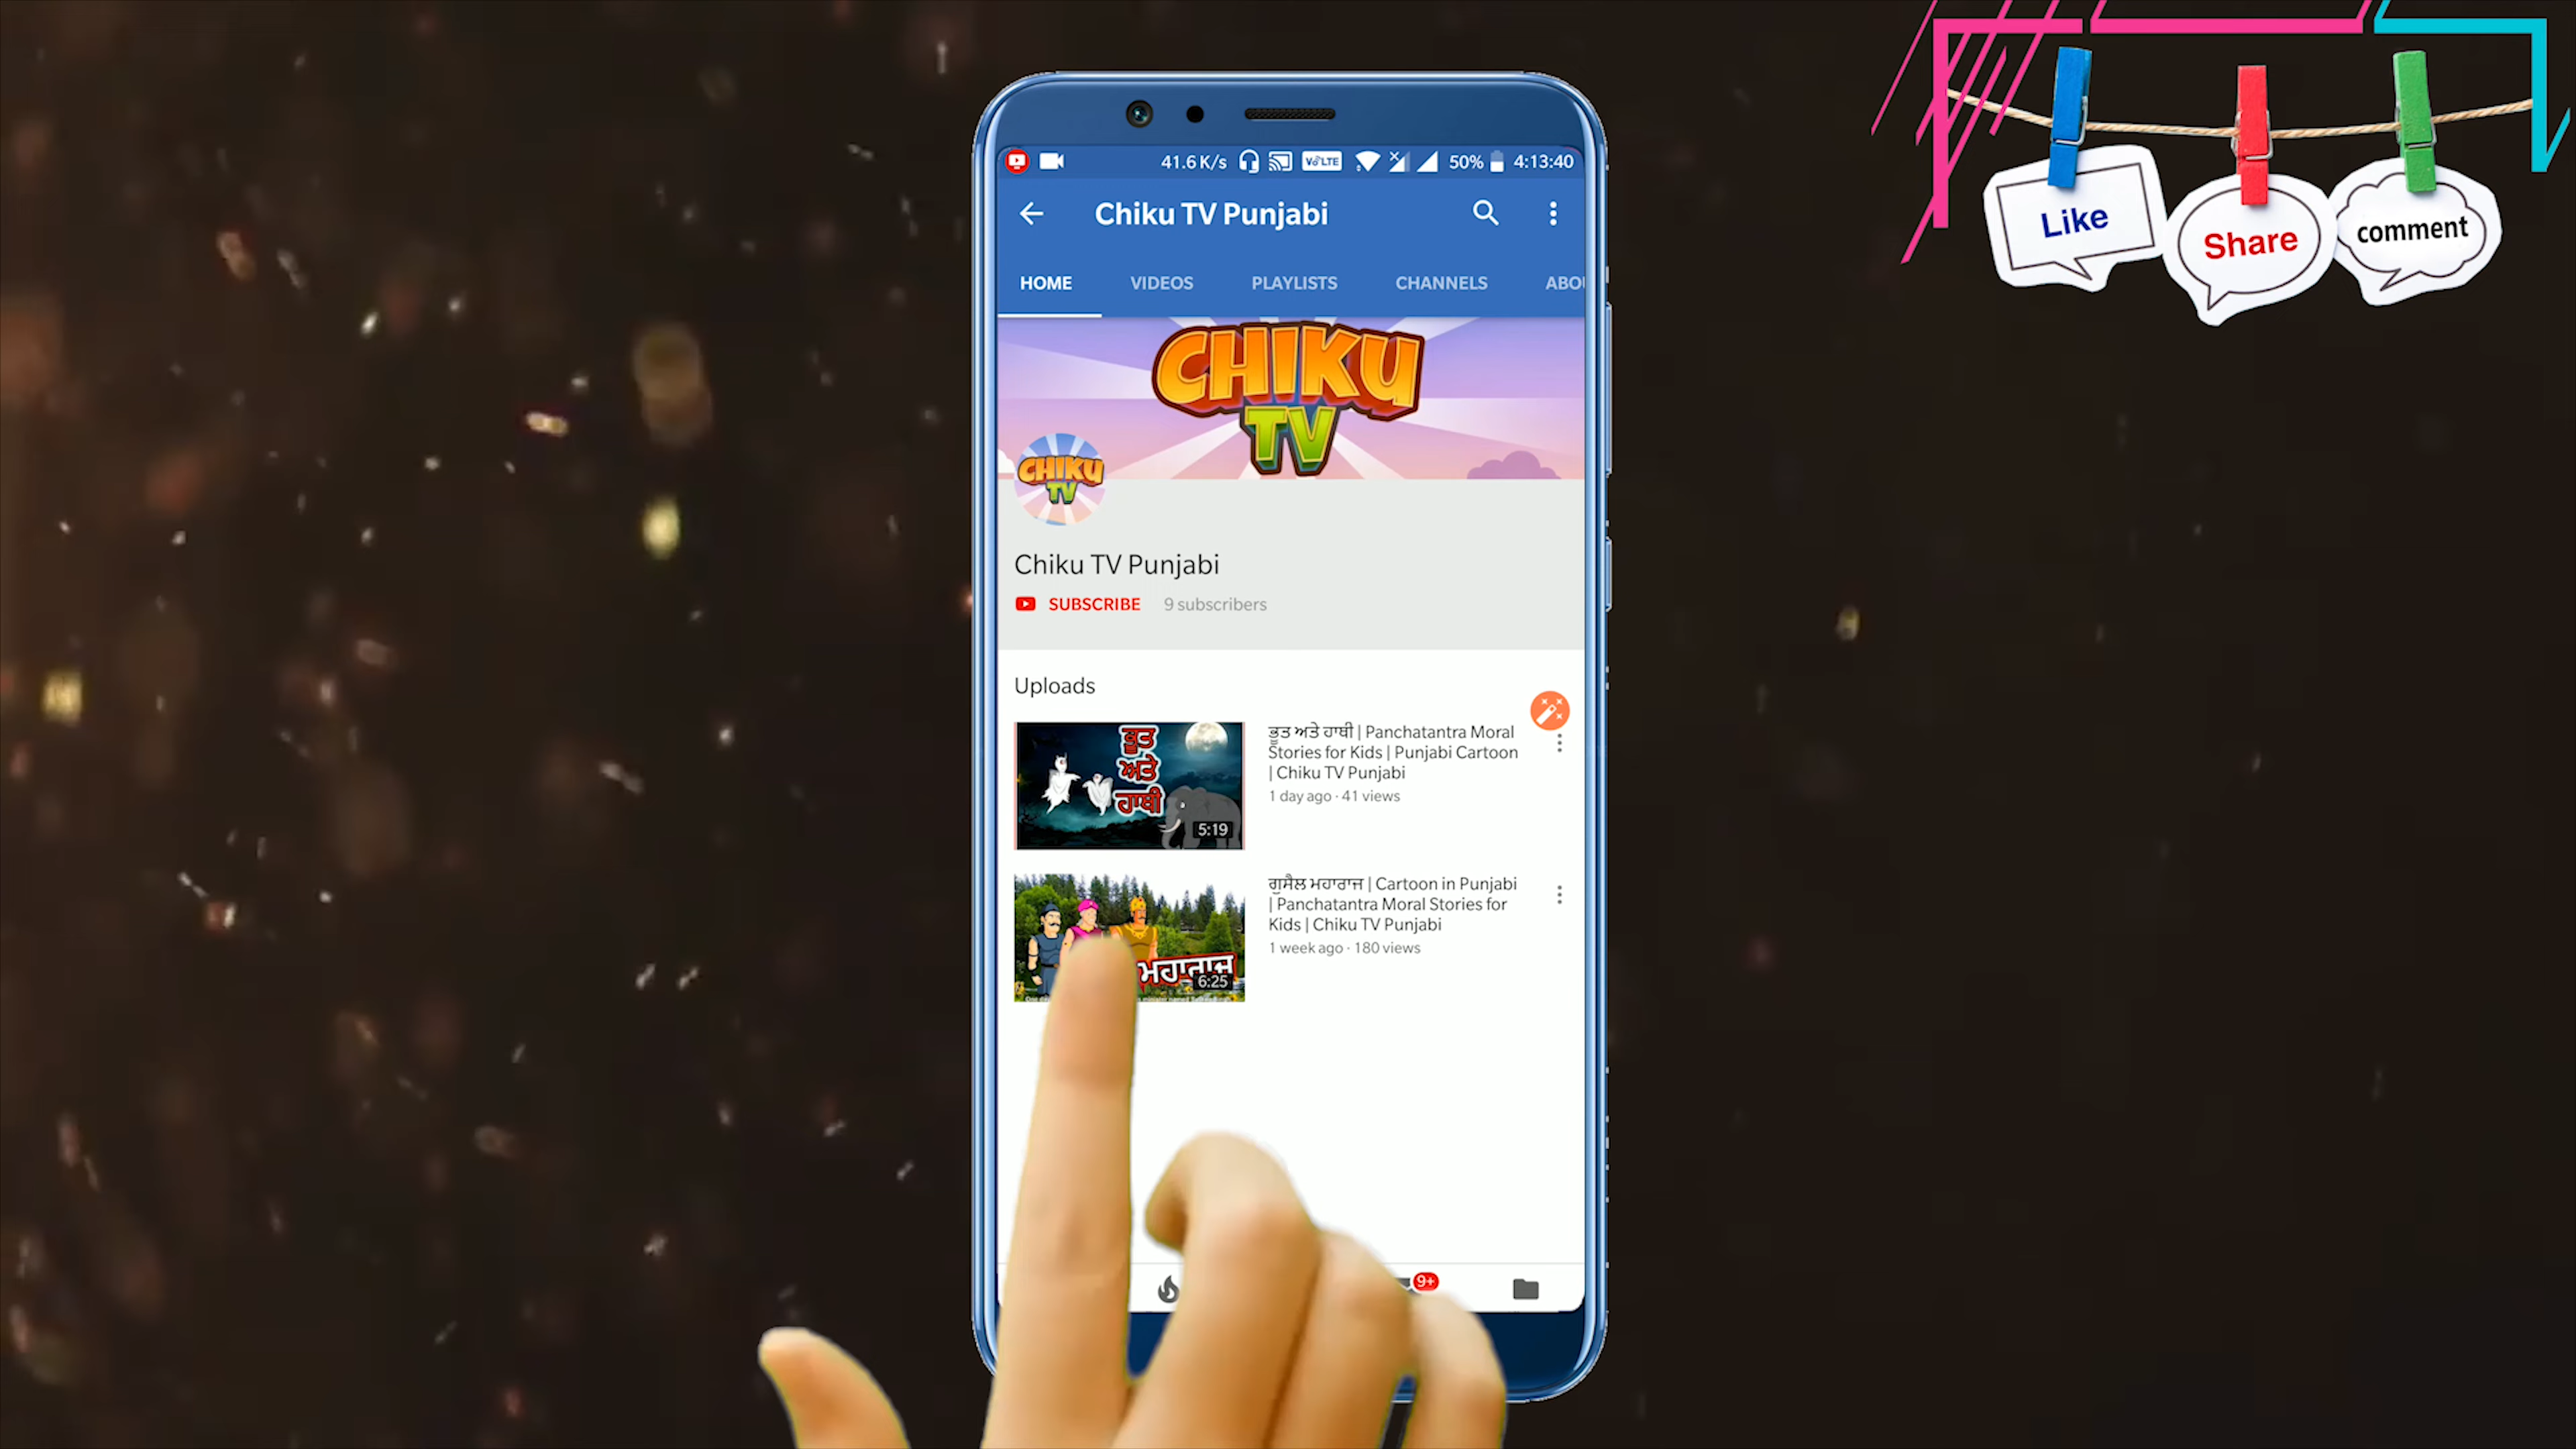 Like
Share
comment
41.6 K/s VoLTE 50% 4:13:40
Chiku TV Punjabi
HOME VIDEOS PLAYLISTS CHANNELS ABOU
CHIKU
TV
CHIKU
TV
Chiku TV Punjabi
SUBSCRIBE 9 subscribers
Uploads
ਭੂਤ
ਅਤੇ
ਹਾਥੀ
5:19
ਭੂਤ ਅਤੇ ਹਾਥੀ | Panchatantra Moral
Stories for Kids | Punjabi Cartoon
| Chiku TV Punjabi
1 day ago · 41 views
ਮਹਾਰਾਜ
6:25
ਗੁਸੈਲ ਮਹਾਰਾਜ | Cartoon in Punjabi
| Panchatantra Moral Stories for
Kids | Chiku TV Punjabi
1 week ago · 180 views
9+